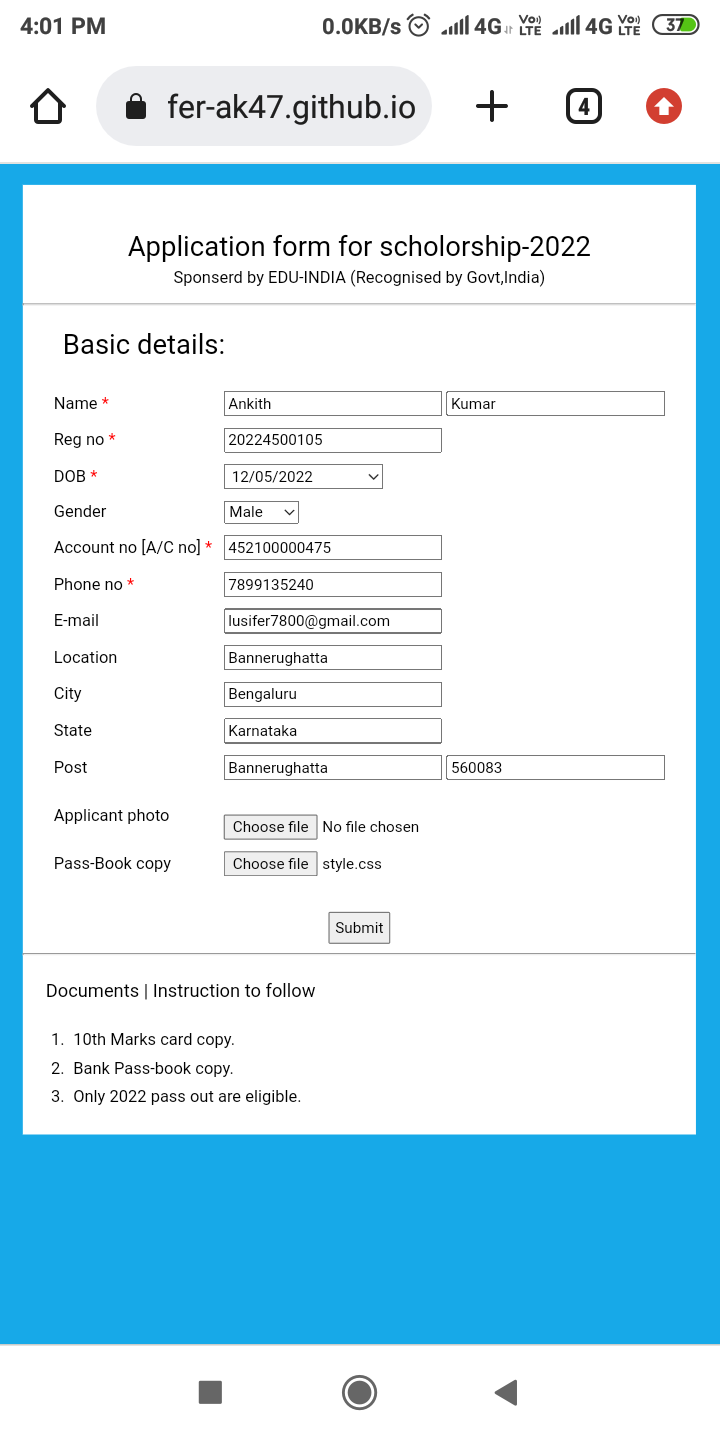 4:01 PM 0.0KB/s 4G Vo)) LTE 4G Vo)) LTE 37
fer-ak47.github.io 4
Application form for scholorship-2022
Sponserd by EDU-INDIA (Recognised by Govt,India)
Basic details:
Name * Ankith Kumar
Reg no * 20224500105
DOB * 12/05/2022
Gender Male
Account no [A/C no] * 452100000475
Phone no * 7899135240
E-mail lusifer7800@gmail.com
Location Bannerughatta
City Bengaluru
State Karnataka
Post Bannerughatta 560083
Applicant photo Choose file No file chosen
Pass-Book copy Choose file style.css
Submit
Documents | Instruction to follow
1. 10th Marks card copy.
2. Bank Pass-book copy.
3. Only 2022 pass out are eligible.